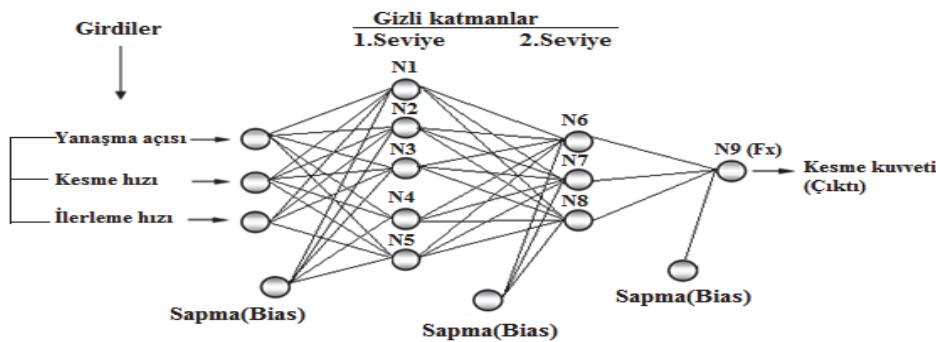 Gizli katmanlar
Girdiler
1.Seviye 2.Seviye
N1
N2
N6
Yanaşma açısı
N3
N9 (Fx)
N7
Kesme hızı
Kesme kuvveti
(Çıktı)
N4
N8
İlerleme hızı
N5
Sapma(Bias)
Sapma(Bias)
Sapma(Bias)